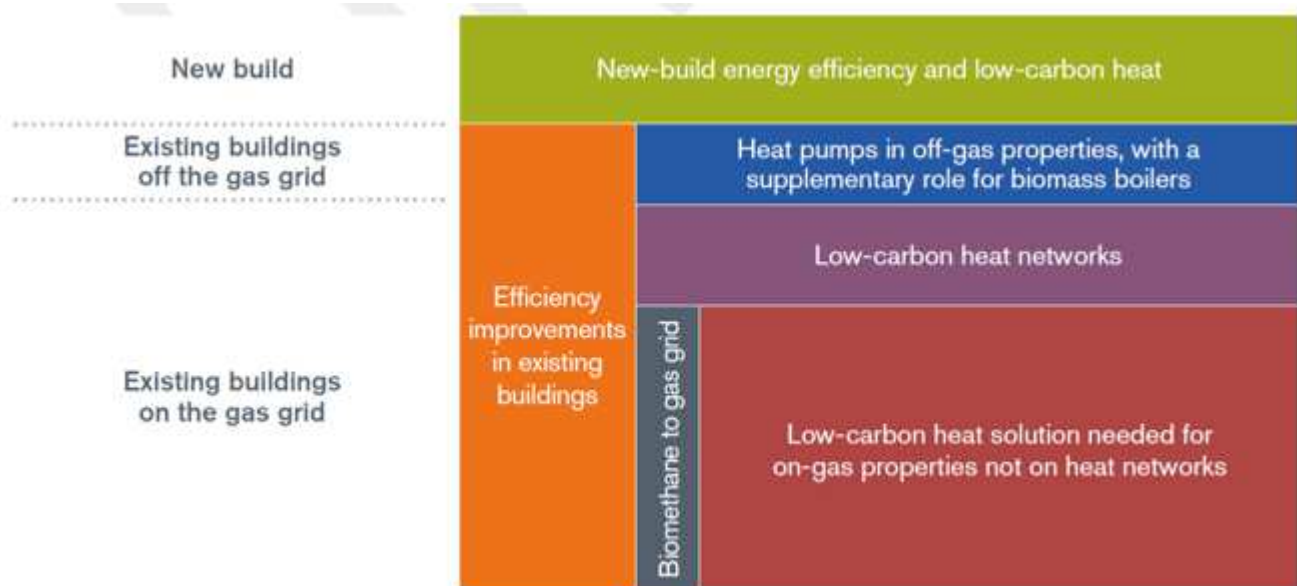 New build
New-build energy efficiency and low-carbon heat
Existing buildings
off the gas grid
Heat pumps in off-gas properties, with a
supplementary role for biomass boilers
Low-carbon heat networks
Efficiency
improvements
in existing
buildings
Existing buildings
on the gas grid
Biomethane to gas grid
Low-carbon heat solution needed for
on-gas properties not on heat networks